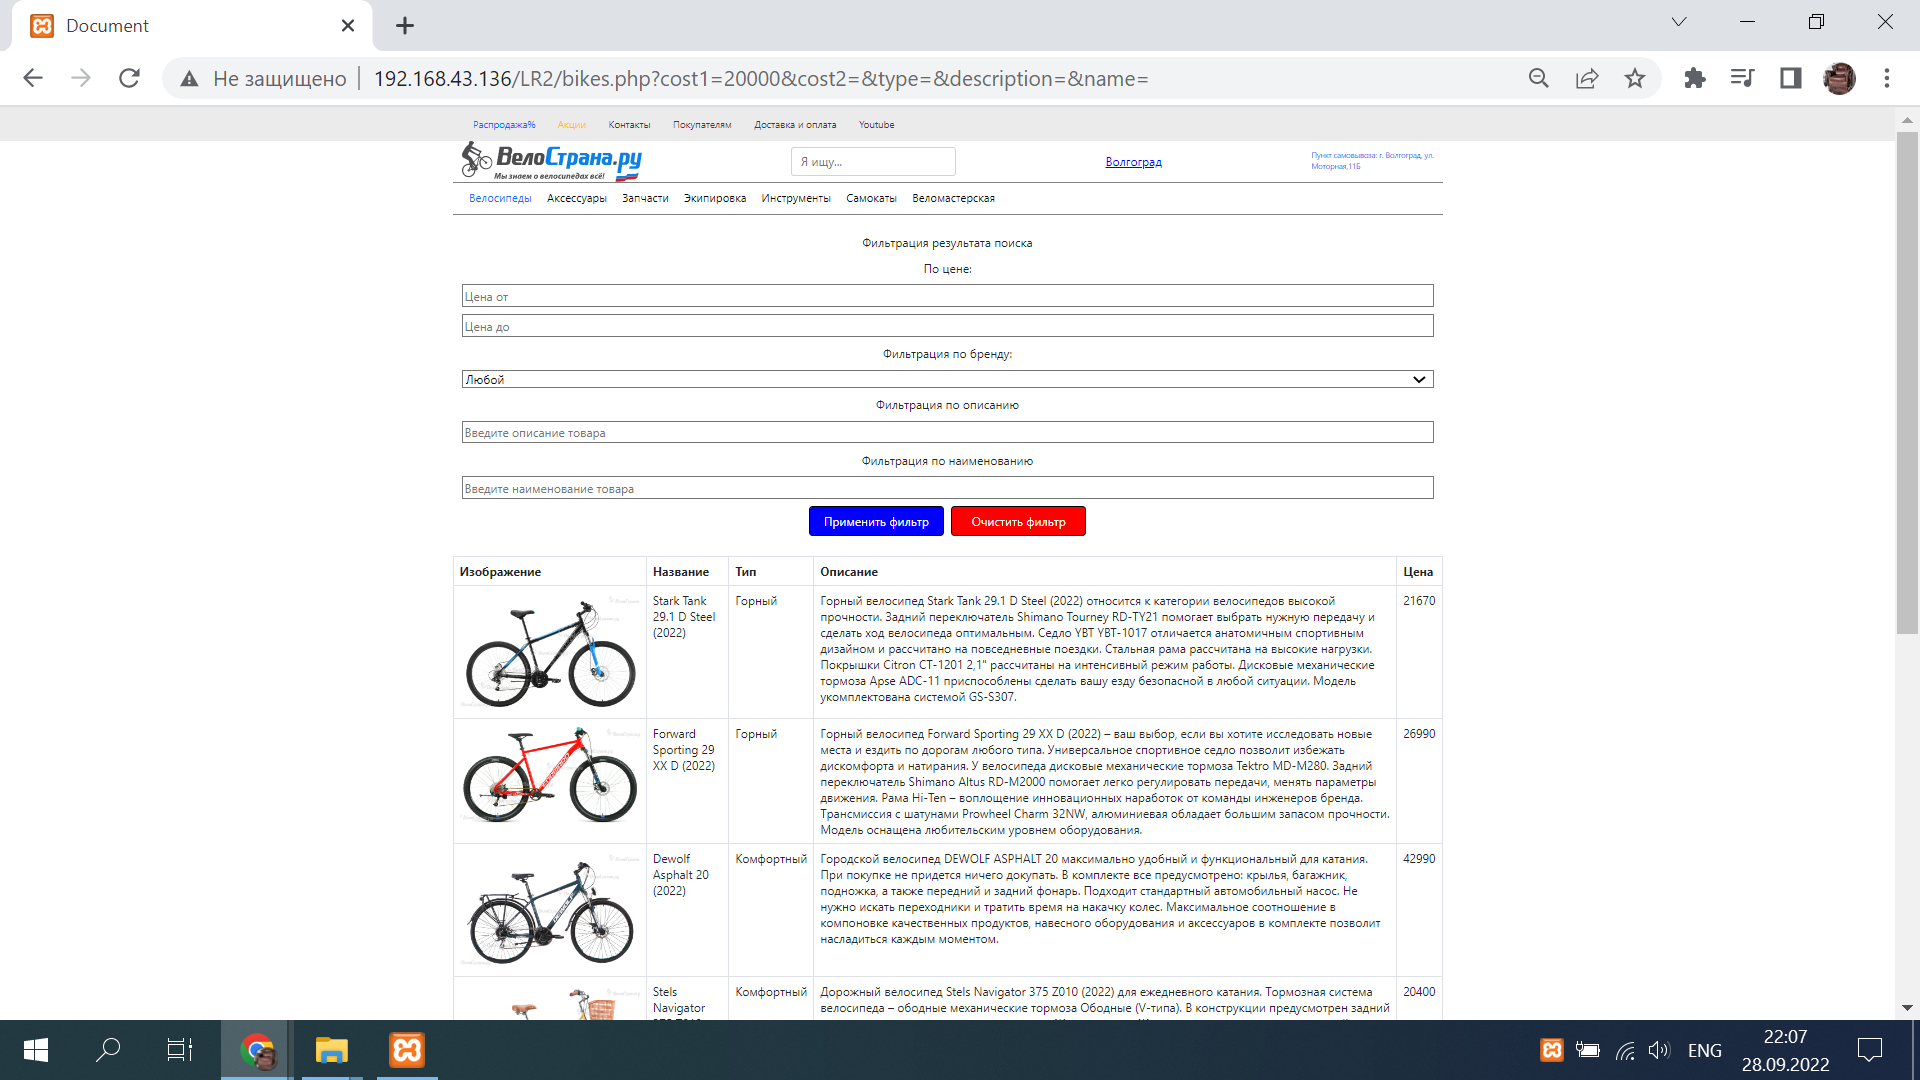 Document
Не защищено
192.168.43.136/LR2/bikes.php?cost1=20000&cost2=&type=&description=&name=
Распродажа% Акции Контакты Покупателям Доставка и оплата Youtube
ВелоСтрана.ру
Мы знаем о велосипедах всё!
Я ищу...
Волгоград
Пункт самовывоза: г. Волгоград, ул.
Моторная,11Б
Велосипеды Аксессуары Запчасти Экипировка Инструменты Самокаты Веломастерская
Фильтрация результата поиска
По цене:
Цена от
Цена до
Фильтрация по бренду:
Любой
Фильтрация по описанию
Введите описание товара
Фильтрация по наименованию
Введите наименование товара
Применить фильтр Очистить фильтр
Изображение Название Тип Описание Цена
Stark Tank
29.1 D Steel
(2022)
Горный
Горный велосипед Stark Tank 29.1 D Steel (2022) относится к категории велосипедов высокой
прочности. Задний переключатель Shimano Tourney RD-TY21 помогает выбрать нужную передачу и
сделать ход велосипеда оптимальным. Седло YBT YBT-1017 отличается анатомичным спортивным
дизайном и рассчитано на повседневные поездки. Стальная рама рассчитана на высокие нагрузки.
Покрышки Citron CT-1201 2,1" рассчитаны на интенсивный режим работы. Дисковые механические
тормоза Apse ADC-11 приспособлены сделать вашу езду безопасной в любой ситуации. Модель
укомплектована системой GS-S307.
21670
Forward
Sporting 29
XX D (2022)
Горный
Горный велосипед Forward Sporting 29 XX D (2022) – ваш выбор, если вы хотите исследовать новые
места и ездить по дорогам любого типа. Универсальное спортивное седло позволит избежать
дискомфорта и натирания. У велосипеда дисковые механические тормоза Tektro MD-M280. Задний
переключатель Shimano Altus RD-M2000 помогает легко регулировать передачи, менять параметры
движения. Рама Hi-Ten – воплощение инновационных наработок от команды инженеров бренда.
Трансмиссия с шатунами Prowheel Charm 32NW, алюминиевая обладает большим запасом прочности.
Модель оснащена любительским уровнем оборудования.
26990
Dewolf
Asphalt 20
(2022)
Комфортный
Городской велосипед DEWOLF ASPHALT 20 максимально удобный и функциональный для катания.
При покупке не придется ничего докупать. В комплекте все предусмотрено: крылья, багажник,
подножка, а также передний и задний фонарь. Подходит стандартный автомобильный насос. Не
нужно искать переходники и тратить время на накачку колес. Максимальное соотношение в
компоновке качественных продуктов, навесного оборудования и аксессуаров в комплекте позволит
насладиться каждым моментом.
42990
Stels
Navigator
Комфортный
Дорожный велосипед Stels Navigator 375 Z010 (2022) для ежедневного катания. Тормозная система
велосипеда – ободные механические тормоза Ободные (V-типа). В конструкции предусмотрен задний
20400
ENG
22:07
28.09.2022